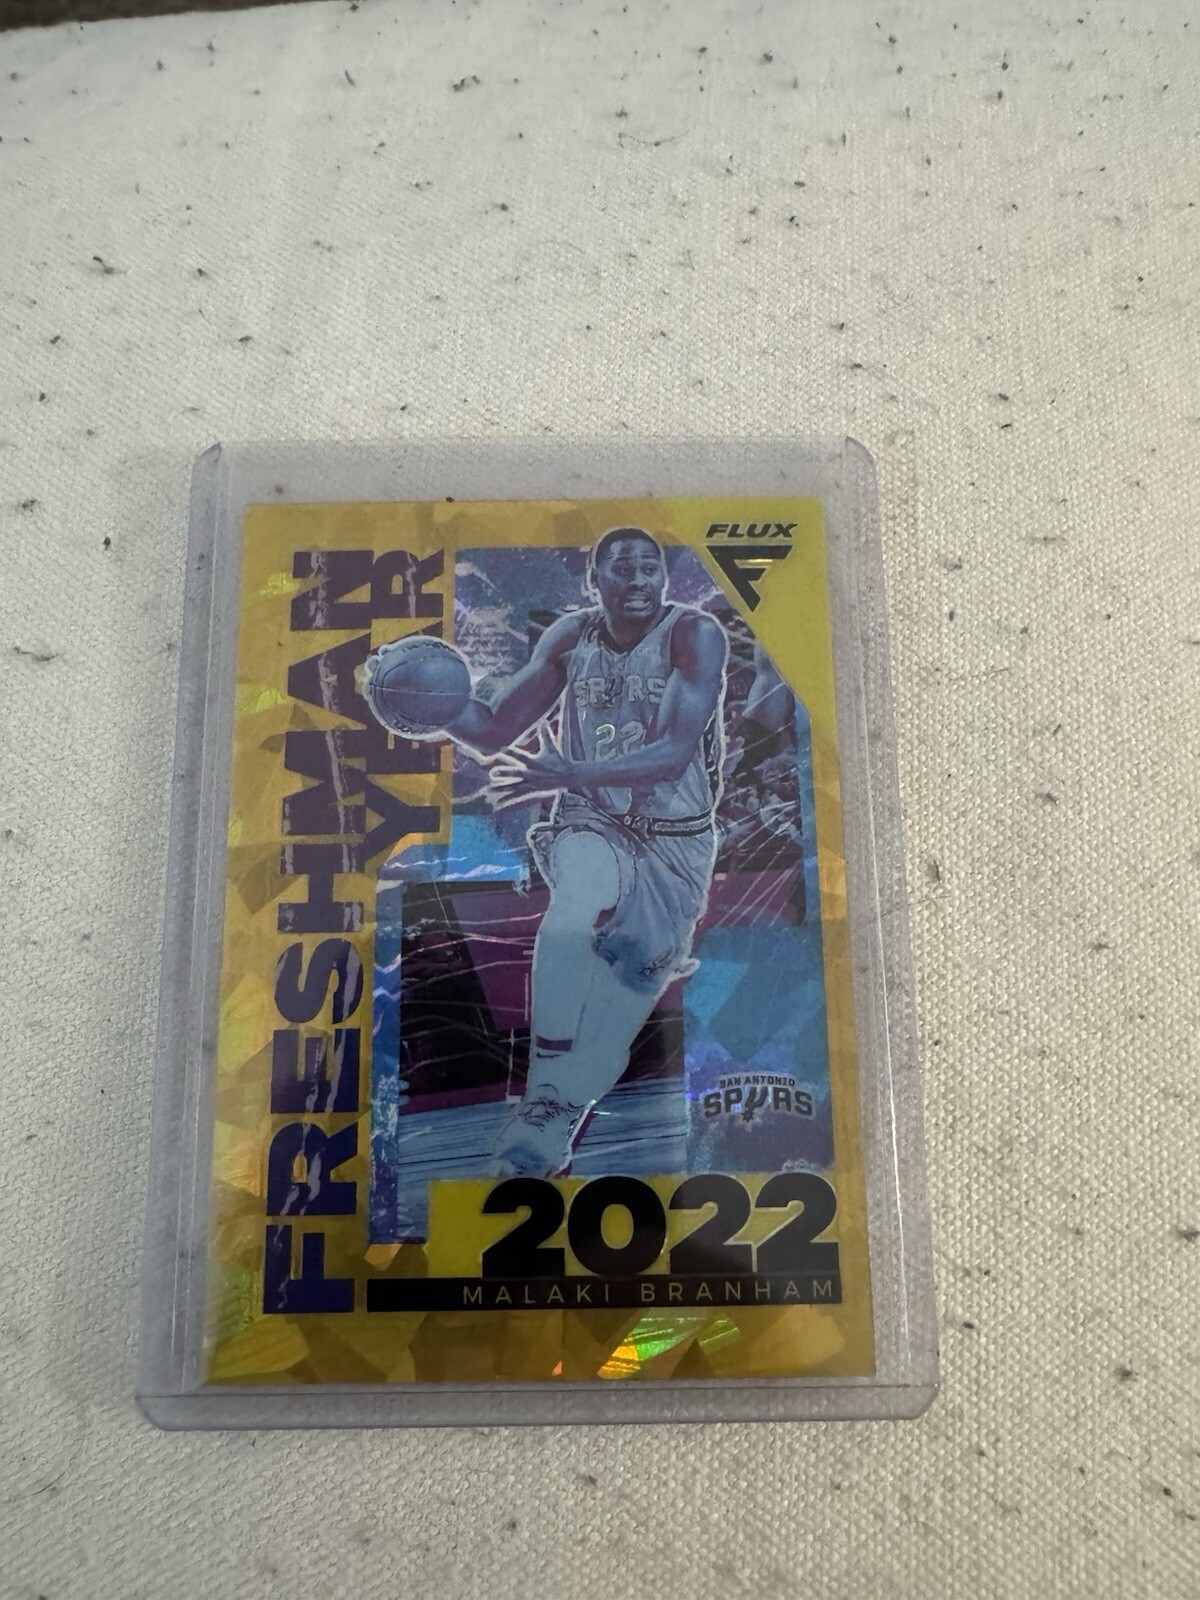 FLUX
FRESHMAN
YEAR
SPURS
22
SAN ANTONIO
SPURS
2022
MALAKI BRANHAM